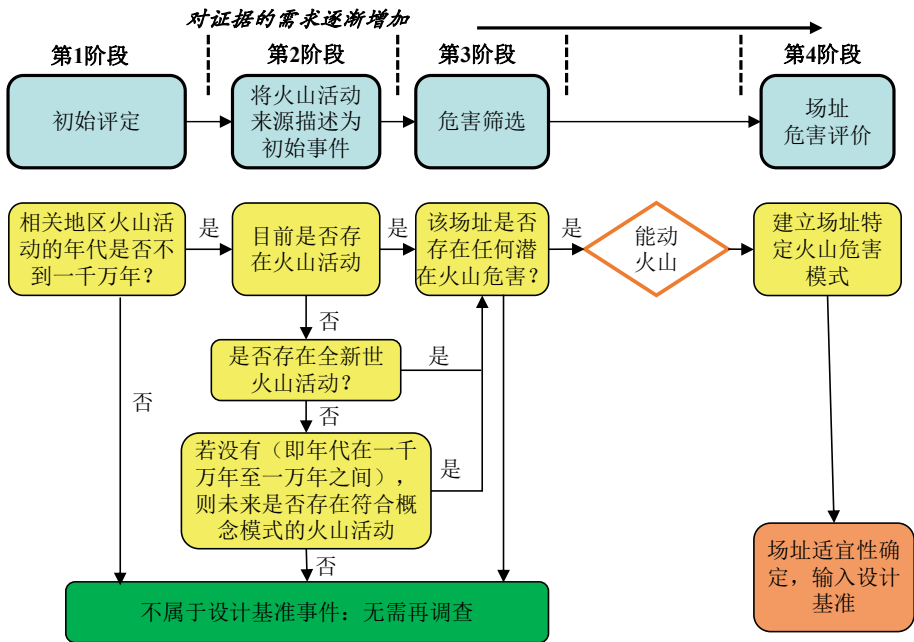 对证据的需求逐渐增加
第1阶段
第2阶段
第3阶段
第4阶段
初始评定
将火山活动
来源描述为
初始事件
危害筛选
场址
危害评价
相关地区火山活
动的年代是否不
到一千万年？
是
目前是否存
在火山活动
是
该场址是否
存在任何潜
在火山危害？
是
能动
火山
建立场址特
定火山危害
模式
否
是否存在全新世
火山活动？
是
否
否
若没有（即年代在一千
万年至一万年之间），
则未来是否存在符合概
念模式的火山活动
是
否
场址适宜性确
定，输入设计
基准
不属于设计基准事件：无需再调查